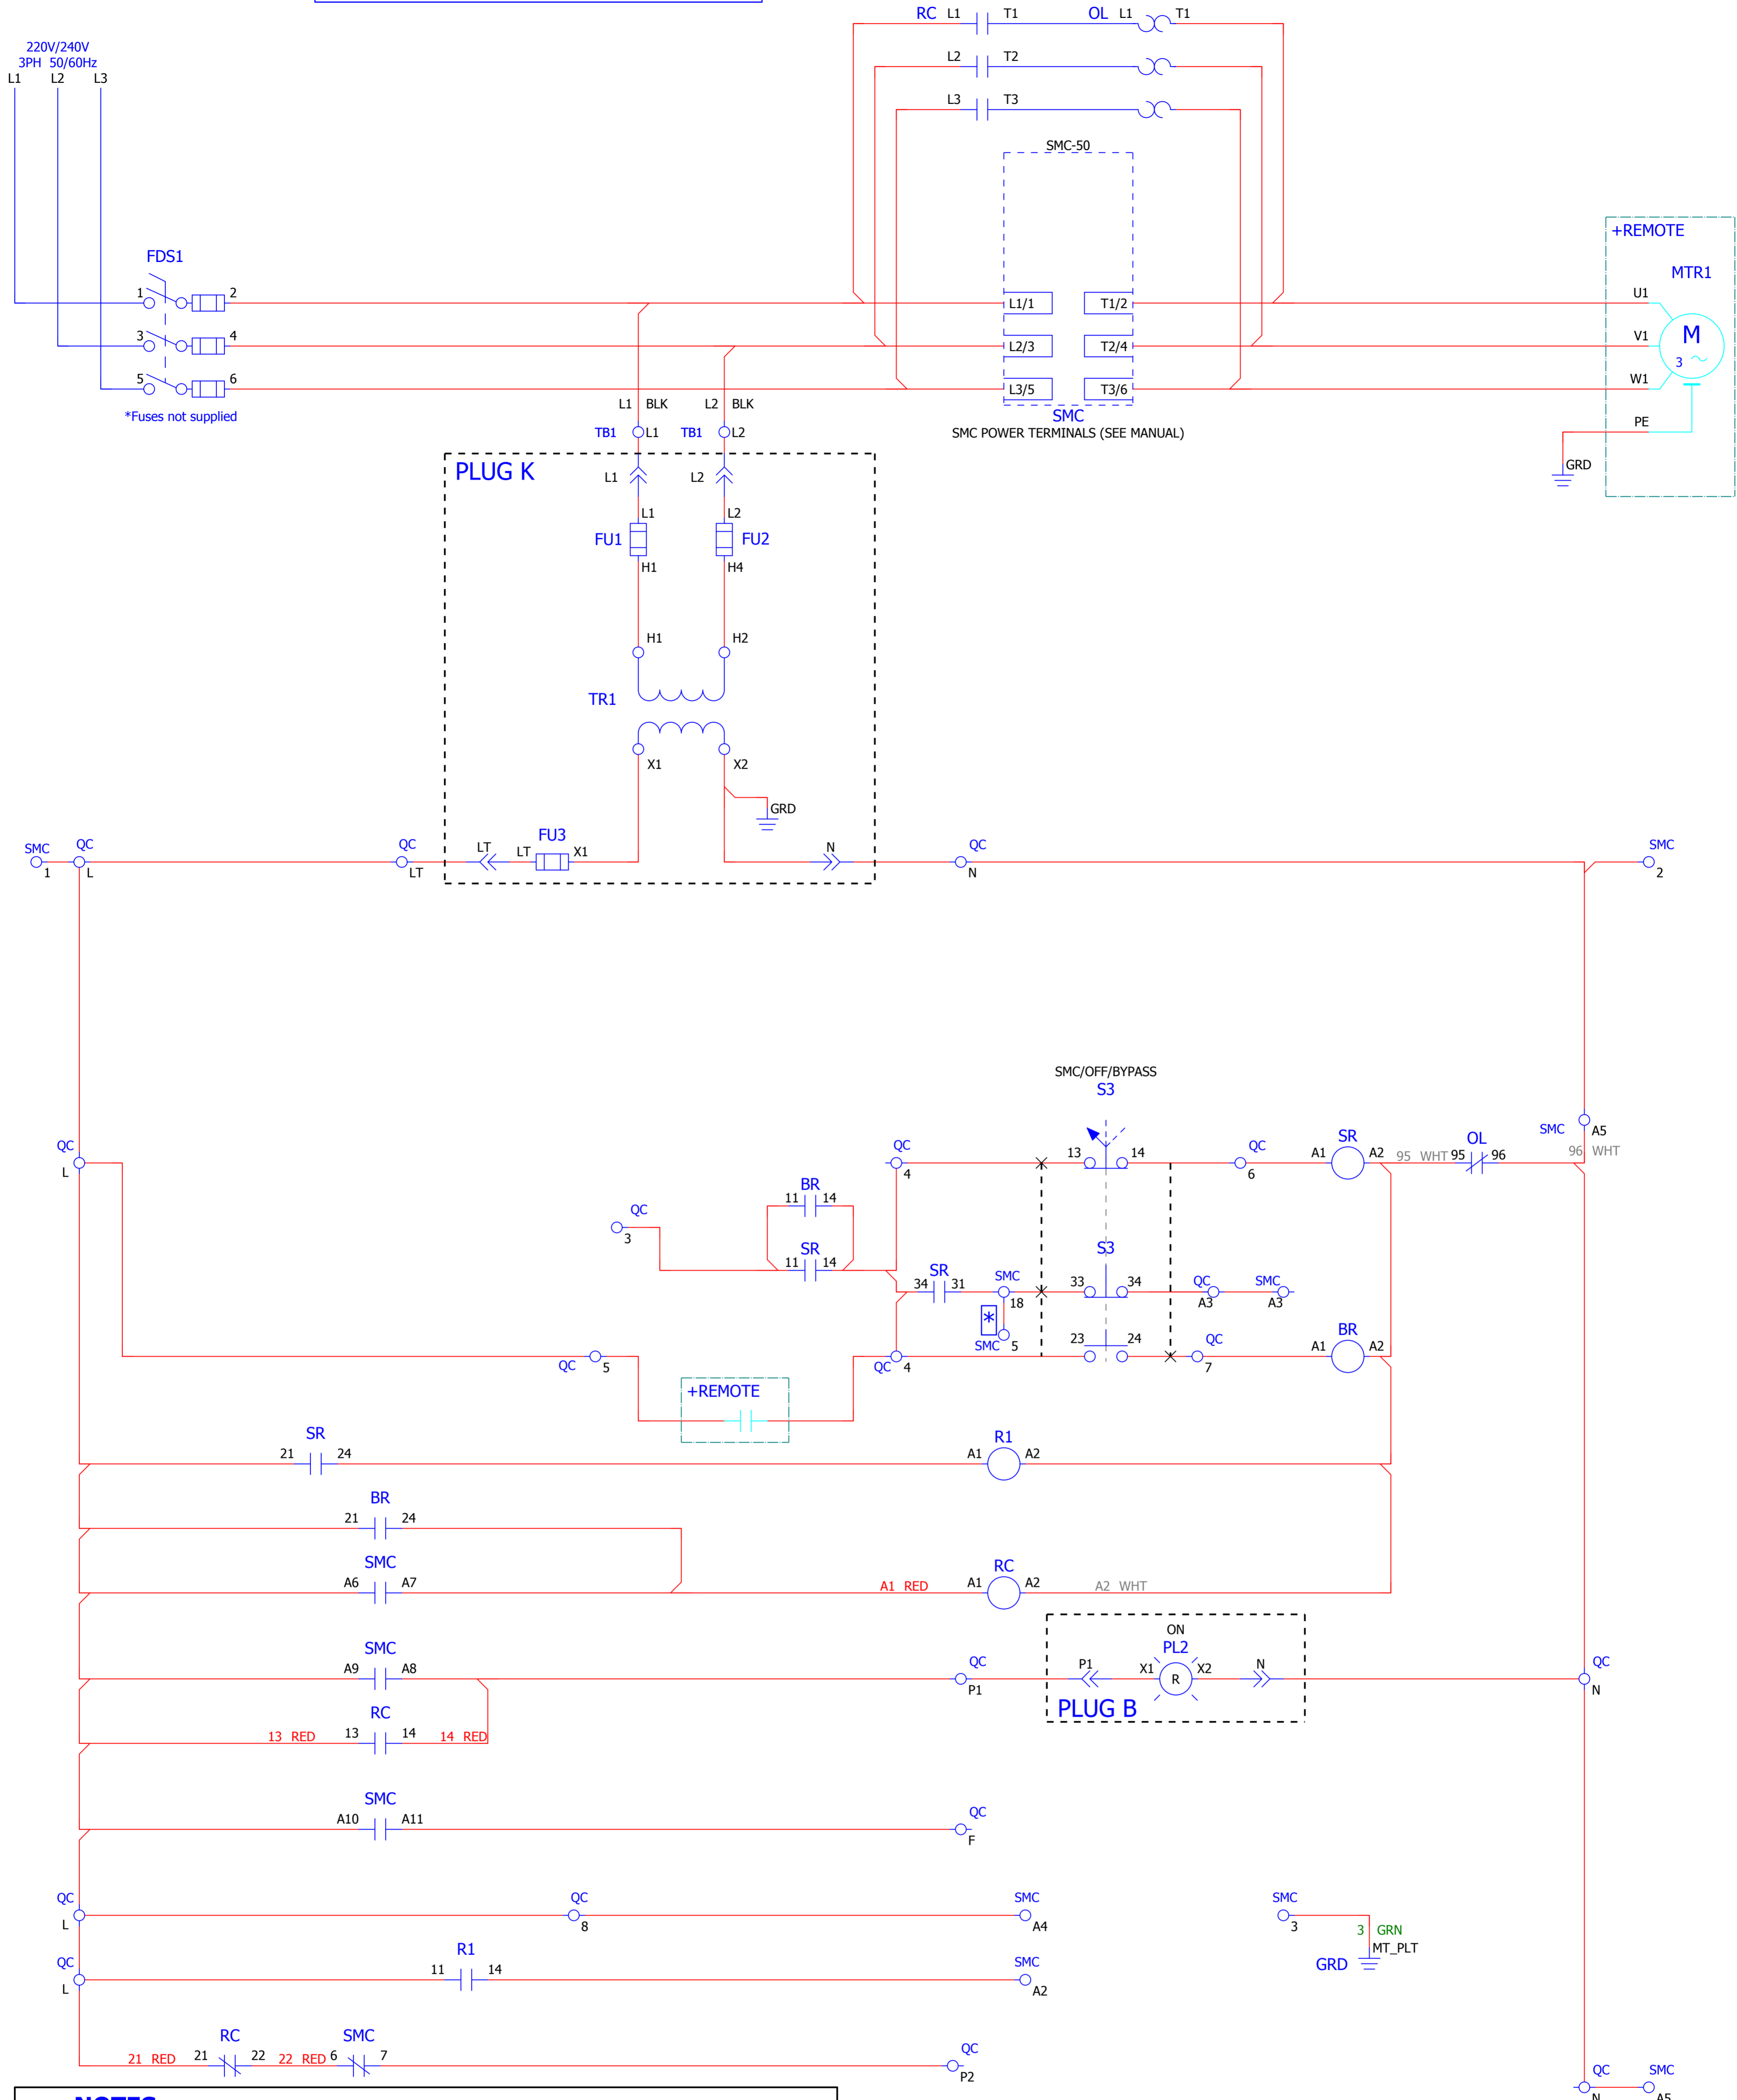 RC L1 T1 OL L1 T1
220V/240V
3PH 50/60Hz
L1 L2 L3
L2 T2
L3 T3
SMC-50
+REMOTE
MTR1
FDS1
1 2
L1/1 T1/2 U1
3 4
L2/3 T2/4 V1
M
3
5 6
L3/5 T3/6 W1
*Fuses not supplied
L1 BLK L2 BLK
SMC
SMC POWER TERMINALS (SEE MANUAL)
PE
TB1 L1 TB1 L2
GRD
PLUG K
L1 L2
L1 L2
FU1 FU2
H1 H4
H1 H2
TR1
X1 X2
GRD
SMC QC QC FU3 QC SMC
LT LT X1 N
1 L LT N 2
SMC/OFF/BYPASS
S3
SMC A5
QC QC 13 14 QC SR OL
L 4 6 A1 A2 95 WHT 95 96 96 WHT
BR
11 14
QC
3
SR
11 14
S3
SR
34 31
SMC
18
33 34
QC
A3
SMC
A3
*
SMC 5
23 24
QC
7
BR
A1 A2
QC 5
QC 4
+REMOTE
SR
21 24
R1
A1 A2
BR
21 24
SMC
A6 A7
A1 RED
RC
A1 A2
A2 WHT
ON
PL2
SMC
A9 A8
QC
P1
P1 X1 R X2 N
QC
N
PLUG B
RC
13 RED 13 14 14 RED
SMC
A10 A11
QC
F
QC QC SMC SMC
L 8 A4 3
3 GRN
MT_PLT
GRD
QC R1 SMC
L 11 14 A2
RC SMC
21 RED 21 22 22 RED 6 7
QC
P2
QC SMC
N A5
NOTES